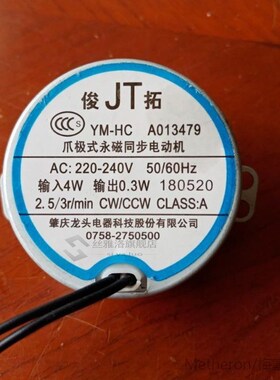 俊JT拓
CCC YM-HC A013479
爪极式永磁同步电动机
AC: 220-240V 50/60Hz
输入4W 输出0.3W 180520
2.5/3r/min CW/CCW CLASS:A
肇庆龙头电器科技股份有限公司
0758-2750500